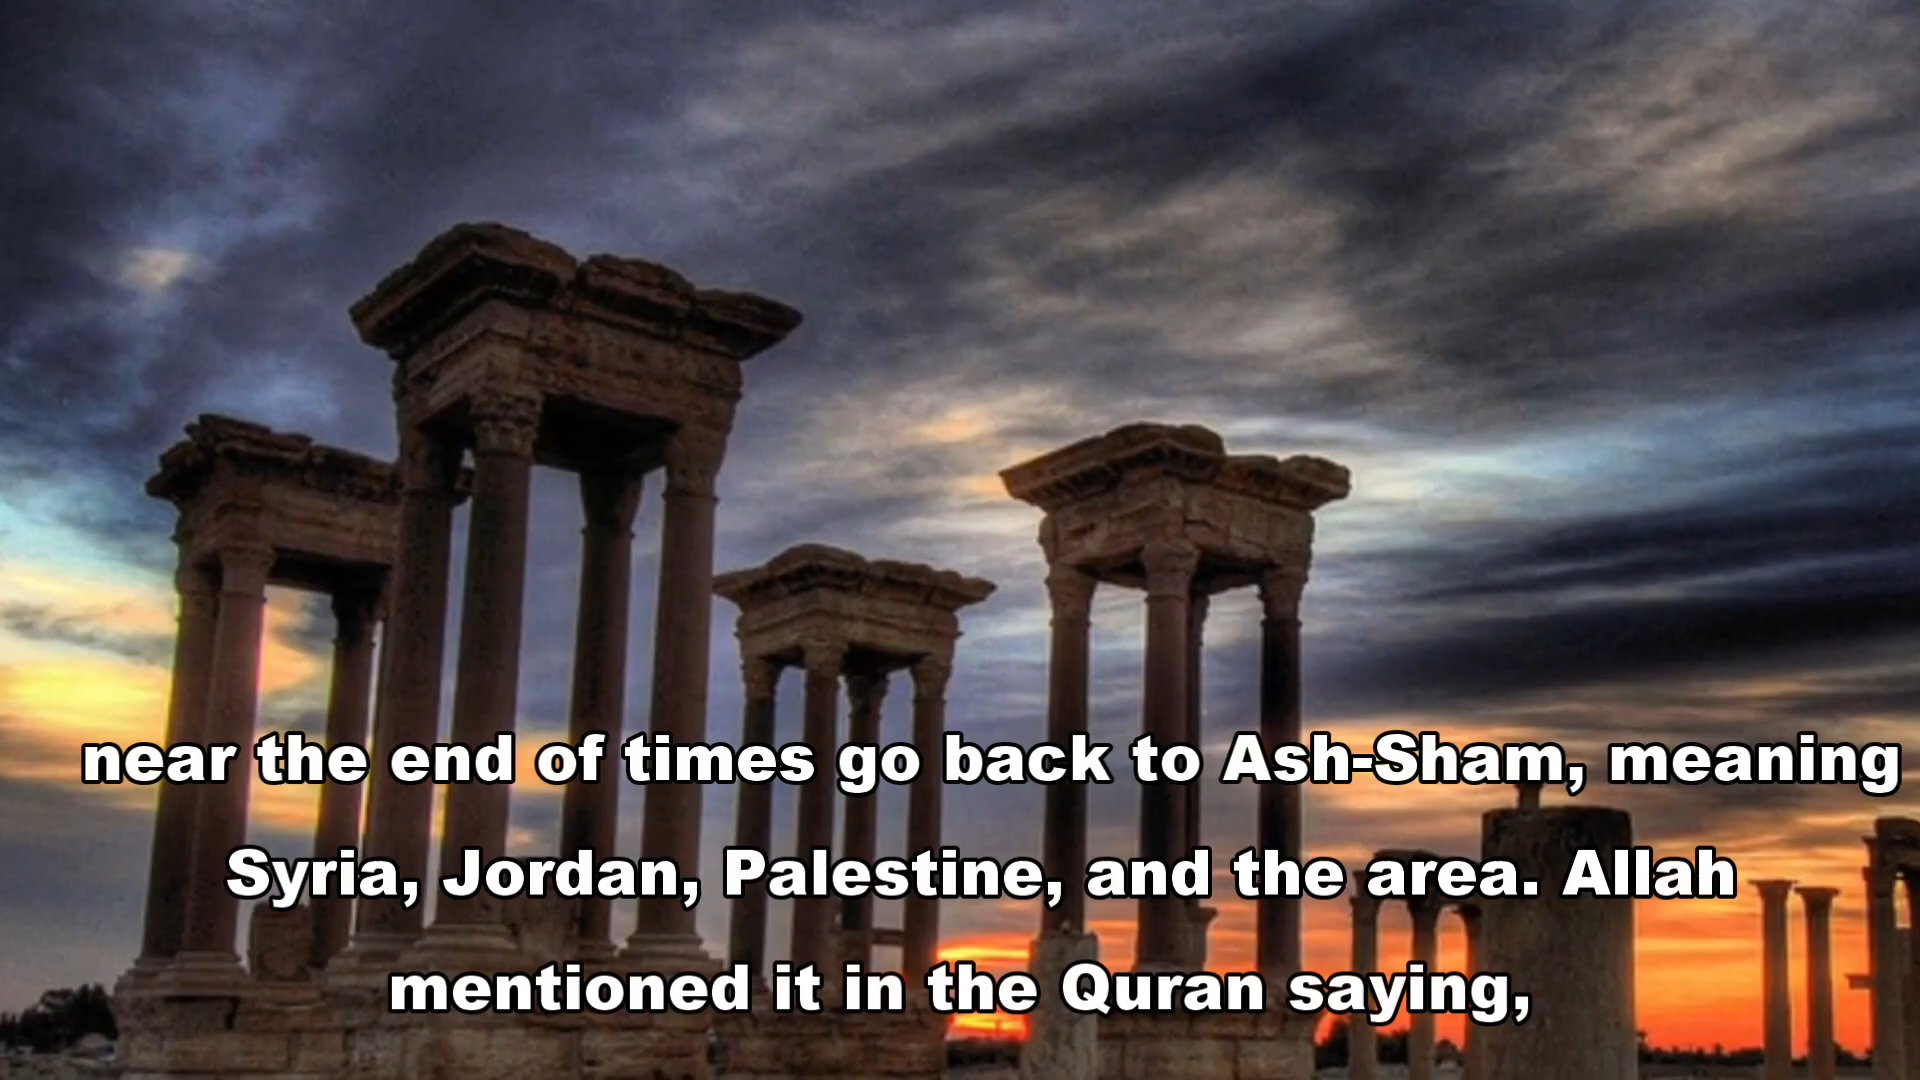 near the end of times go back to Ash-Sham, meaning
Syria, Jordan, Palestine, and the area. Allah
mentioned it in the Quran saying,